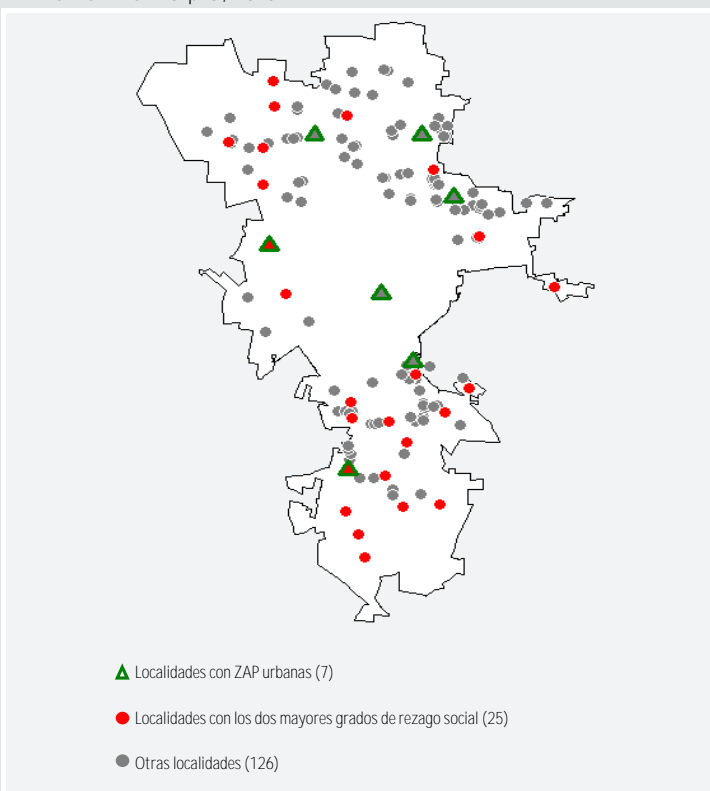 Localidades con ZAP urbanas (7)
Localidades con los dos mayores grados de rezago social (25)
Otras localidades (126)